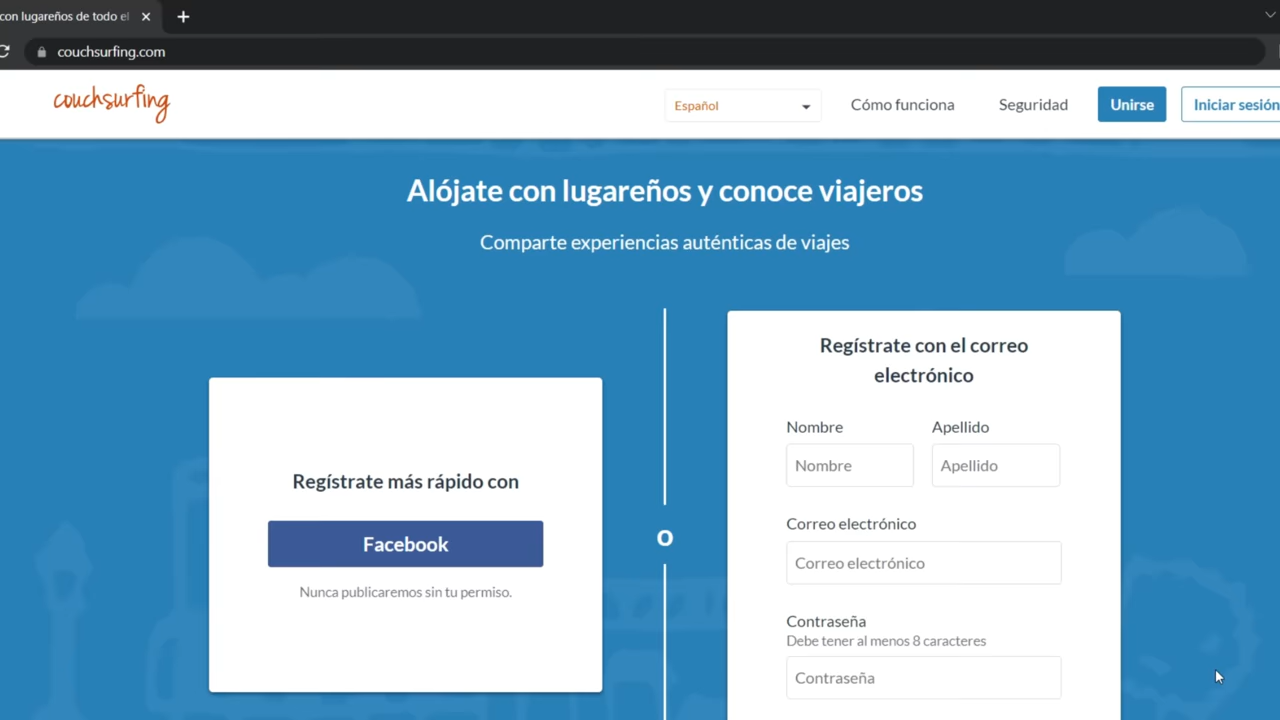 con lugareños de todo el
couchsurfing.com
couchsurfing
Español
Cómo funciona
Seguridad
Unirse
Iniciar sesión
Alójate con lugareños y conoce viajeros
Comparte experiencias auténticas de viajes
Regístrate más rápido con
Facebook
Nunca publicaremos sin tu permiso.
o
Regístrate con el correo
electrónico
Nombre
Apellido
Nombre
Apellido
Correo electrónico
Correo electrónico
Contraseña
Debe tener al menos 8 caracteres
Contraseña